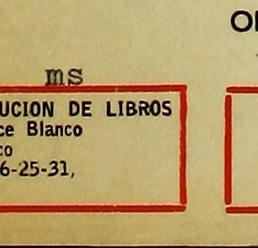 O
ms
UCION DE LIBROS
ce Blanco
co
6-25-31,